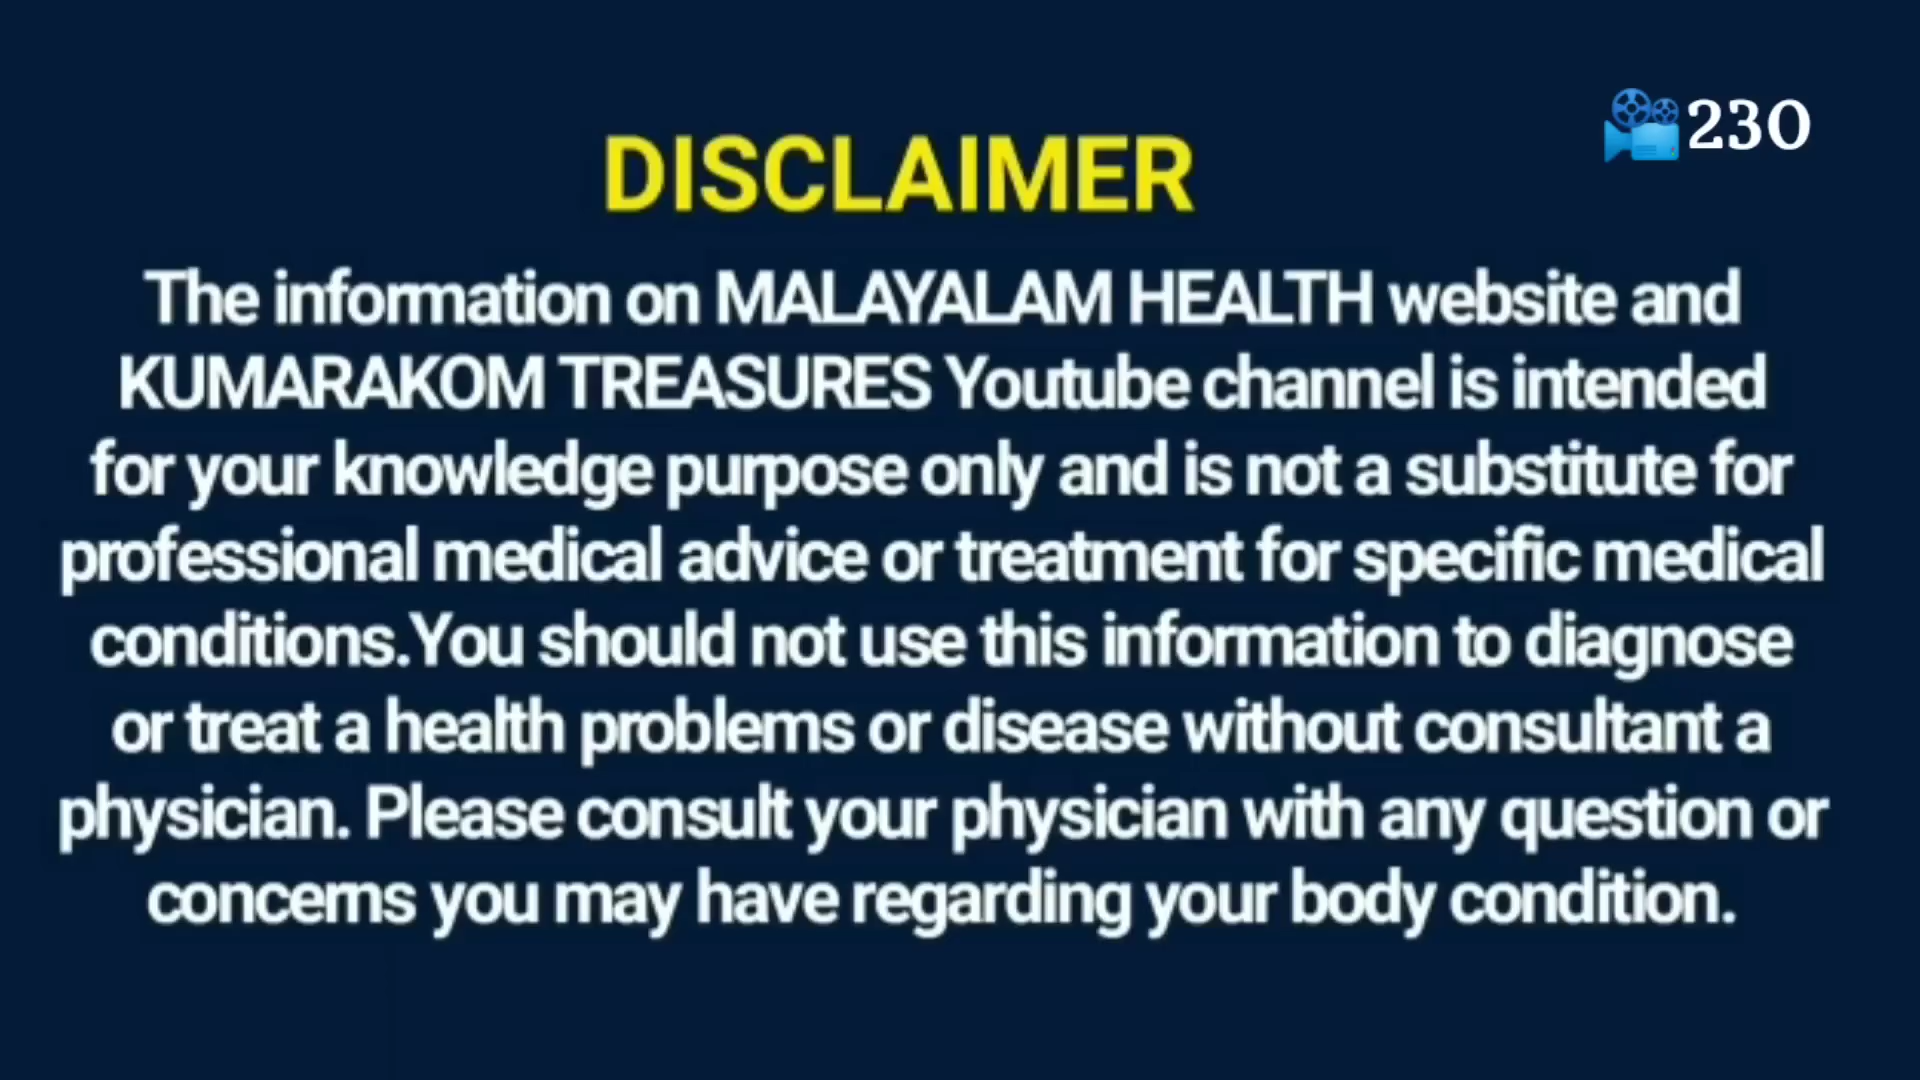 🎥230
DISCLAIMER
The information on MALAYALAM HEALTH website and
KUMARAKOM TREASURES Youtube channel is intended
for your knowledge purpose only and is not a substitute for
professional medical advice or treatment for specific medical
conditions.You should not use this information to diagnose
or treat a health problems or disease without consultant a
physician. Please consult your physician with any question or
concerns you may have regarding your body condition.